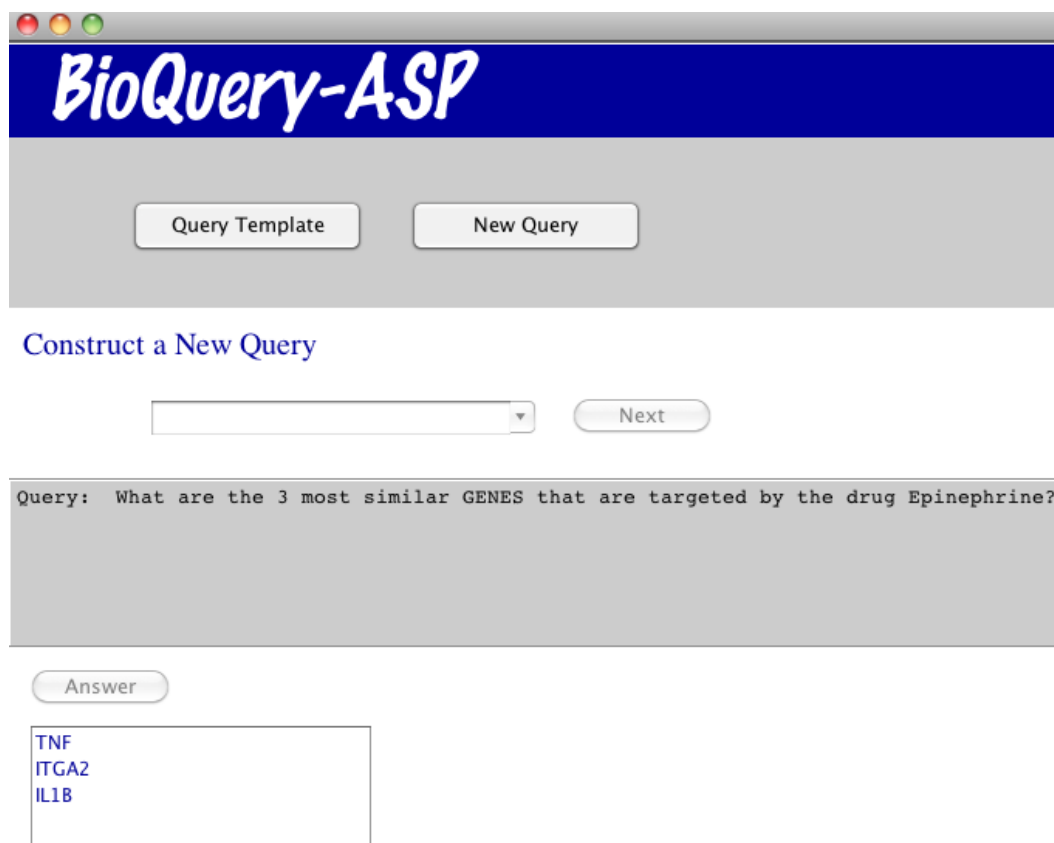 BioQuery-ASP
Query Template New Query
Construct a New Query
Next
Query: What are the 3 most similar GENES that are targeted by the drug Epinephrine?
Answer
TNF
ITGA2
IL1B